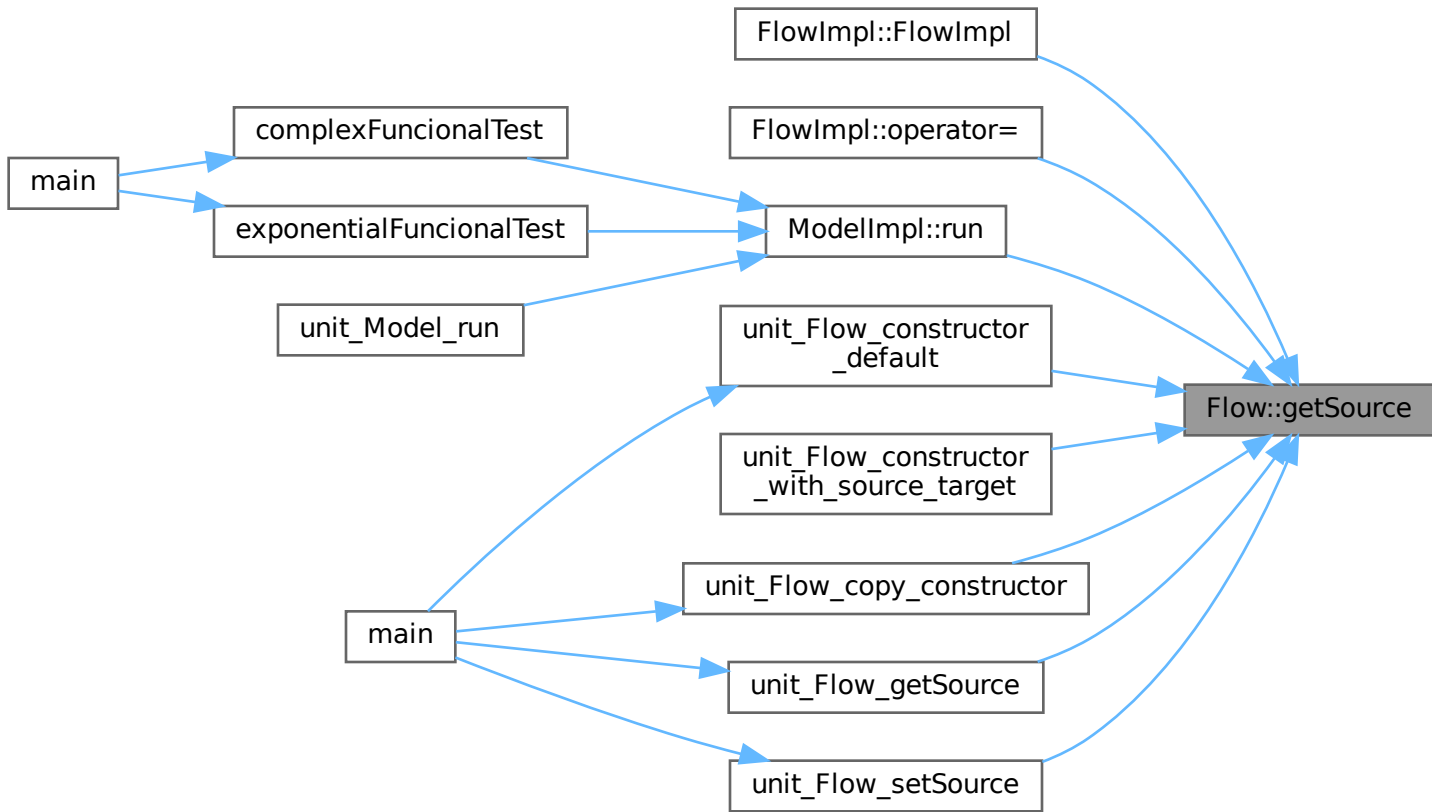 FlowImpl::FlowImpl
complexFuncionalTest
FlowImpl::operator=
main
exponentialFuncionalTest
ModelImpl::run
unit_Model_run
unit_Flow_constructor
_default
Flow::getSource
unit_Flow_constructor
_with_source_target
unit_Flow_copy_constructor
main
unit_Flow_getSource
unit_Flow_setSource